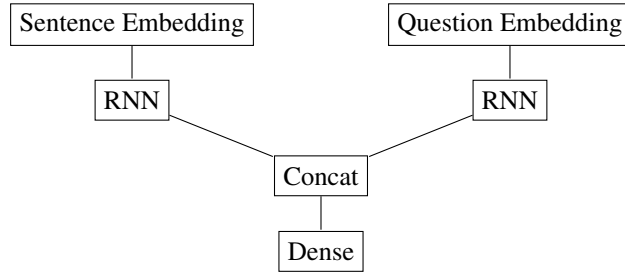 Sentence Embedding
Question Embedding
RNN
RNN
Concat
Dense